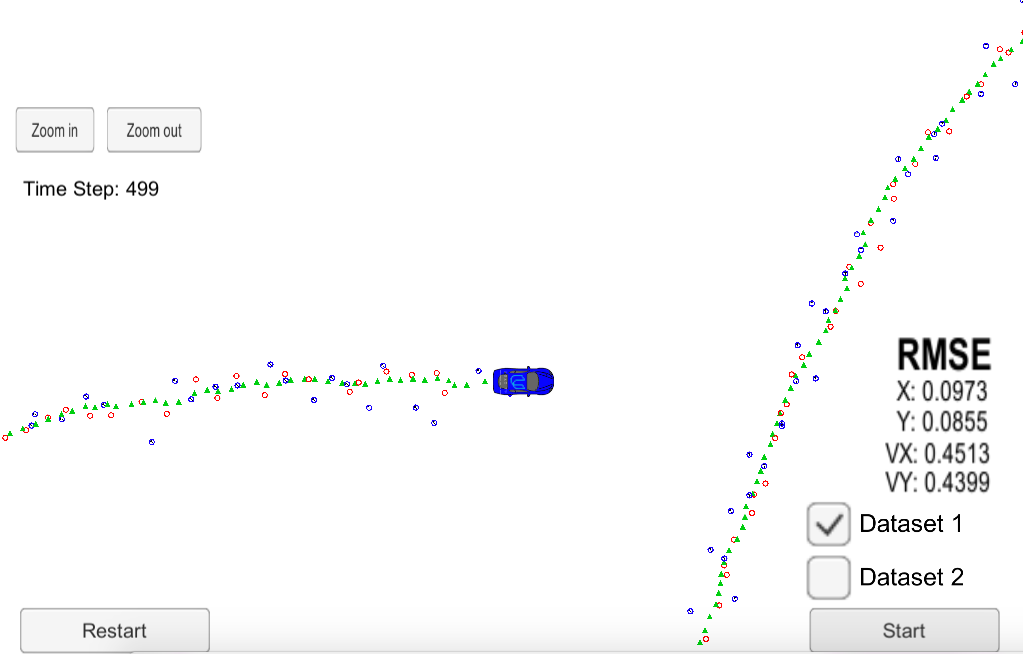 Zoom in
Zoom out
Time Step: 499
RMSE
X: 0.0973
Y: 0.0855
VX: 0.4513
VY: 0.4399
Dataset 1
Dataset 2
Restart
Start